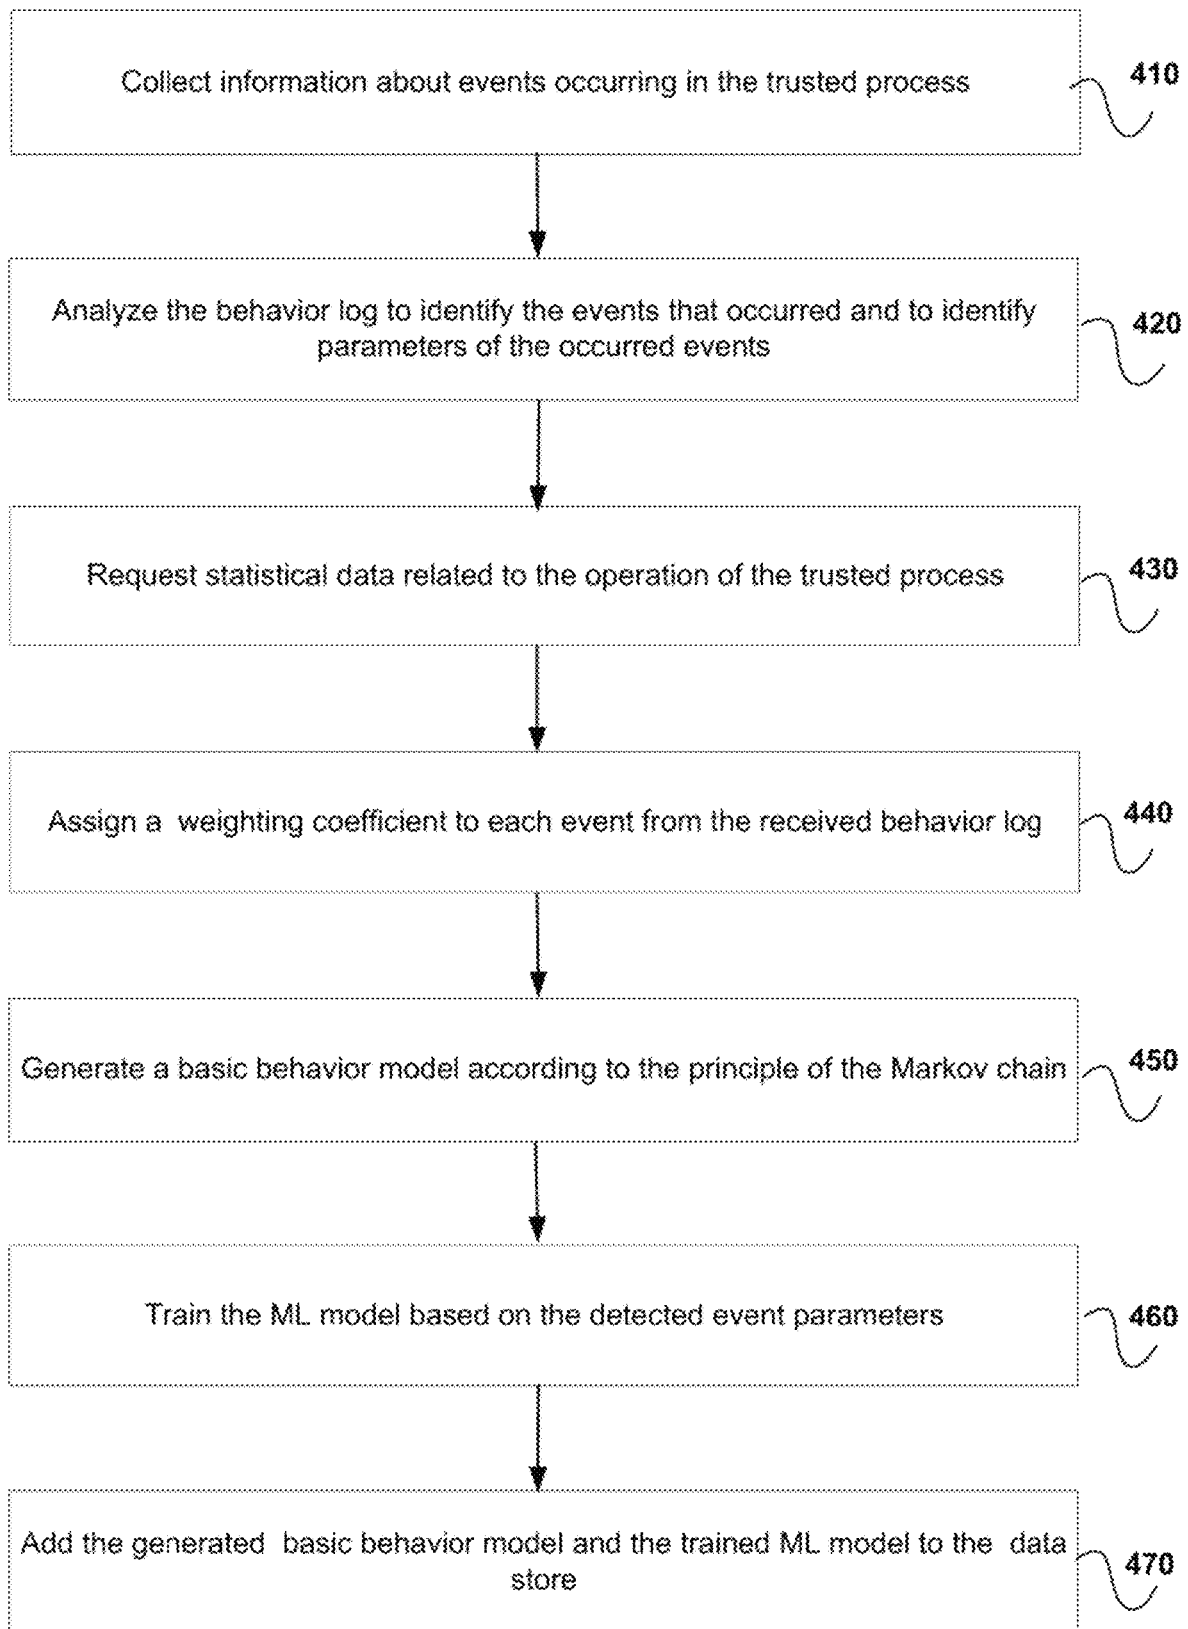 Collect information about events occurring in the trusted process
410
Analyze the behavior log to identify the events that occurred and to identify
parameters of the occurred events
420
Request statistical data related to the operation of the trusted process
430
Assign a weighting coefficient to each event from the received behavior log
440
Generate a basic behavior model according to the principle of the Markov chain
450
Train the ML model based on the detected event parameters
460
Add the generated basic behavior model and the trained ML model to the data
store
470